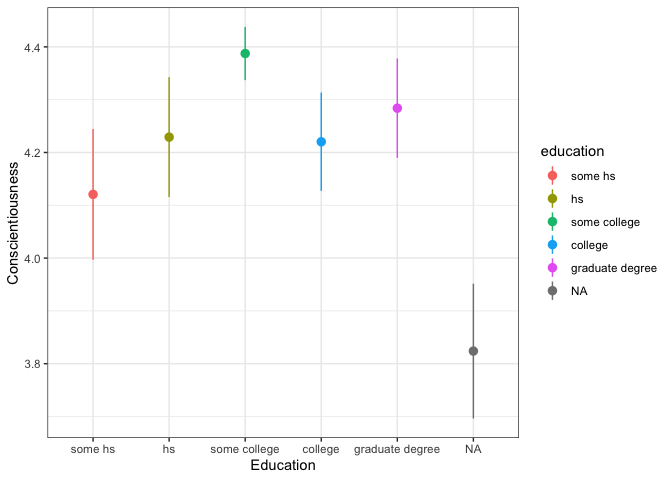 Conscientiousness
4.4
4.2
4.0
3.8
some hs
hs
some college
college
graduate degree
NA
Education
education
some hs
hs
some college
college
graduate degree
NA